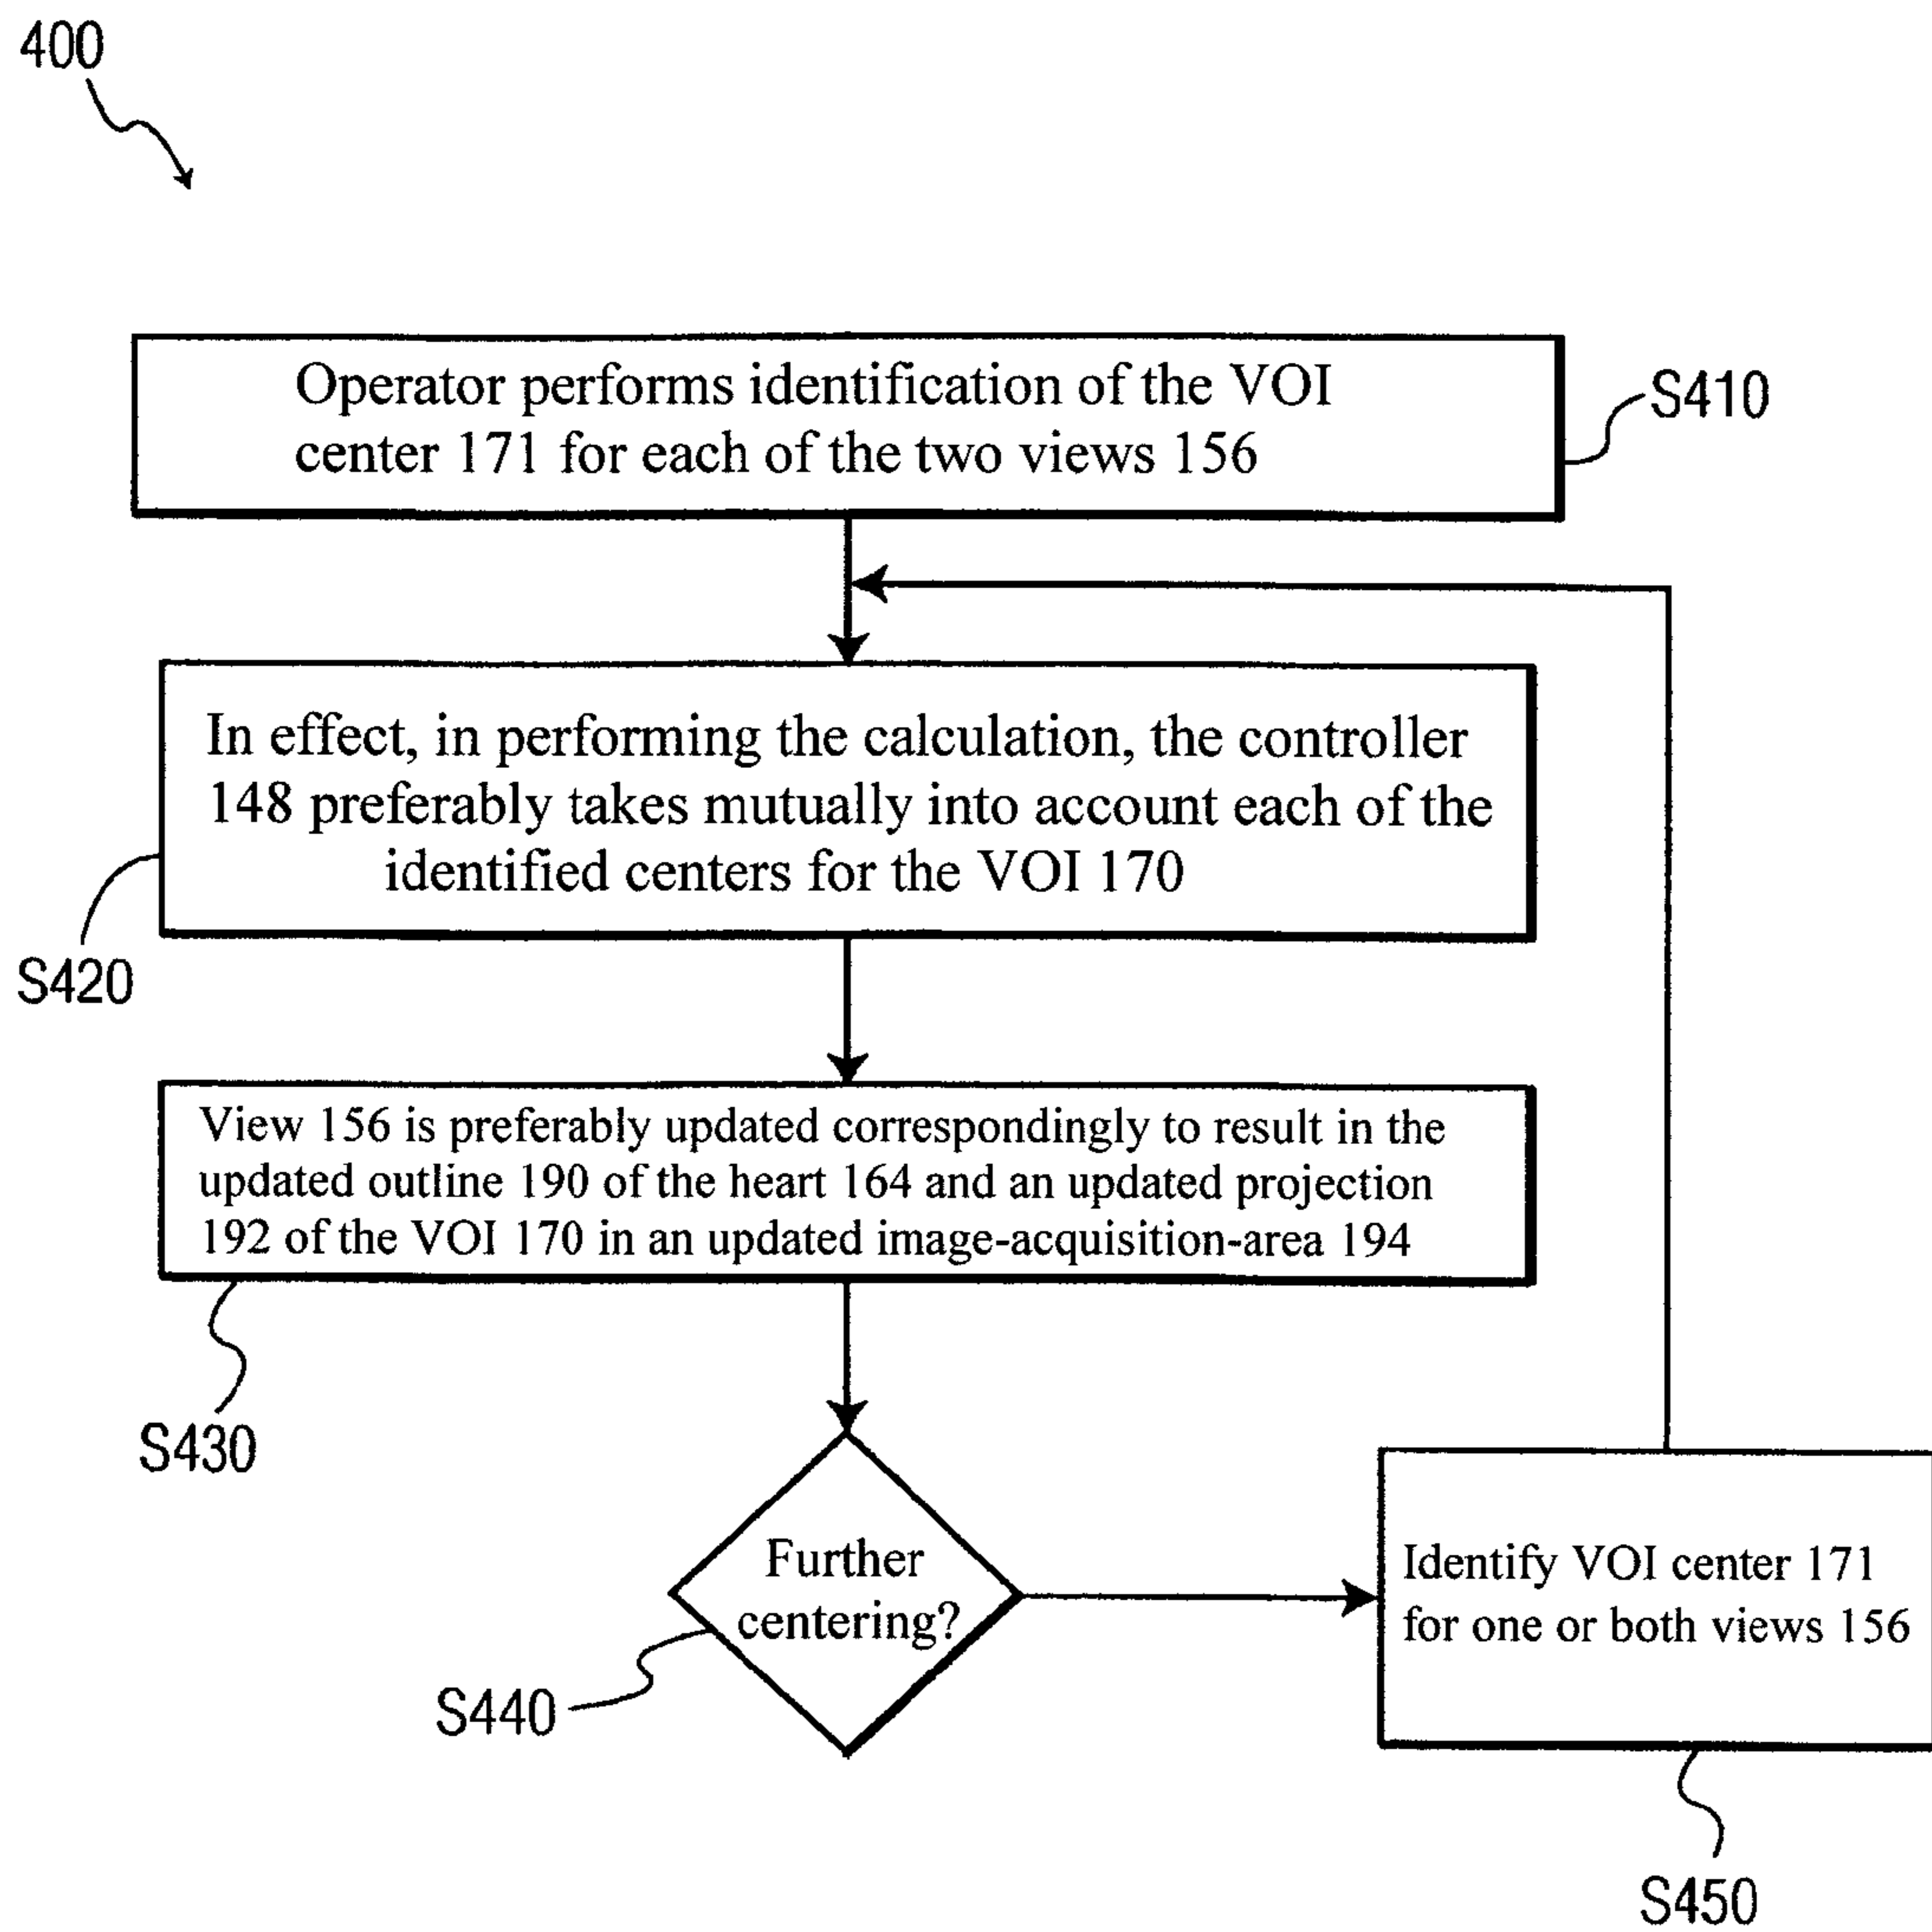 400
Operator performs identification of the VOI
center 171 for each of the two views 156
S410
In effect, in performing the calculation, the controller
148 preferably takes mutually into account each of the
identified centers for the VOI 170
S420
View 156 is preferably updated correspondingly to result in the
updated outline 190 of the heart 164 and an updated projection
192 of the VOI 170 in an updated image-acquisition-area 194
S430
Further
centering?
S440
Identify VOI center 171
for one or both views 156
S450